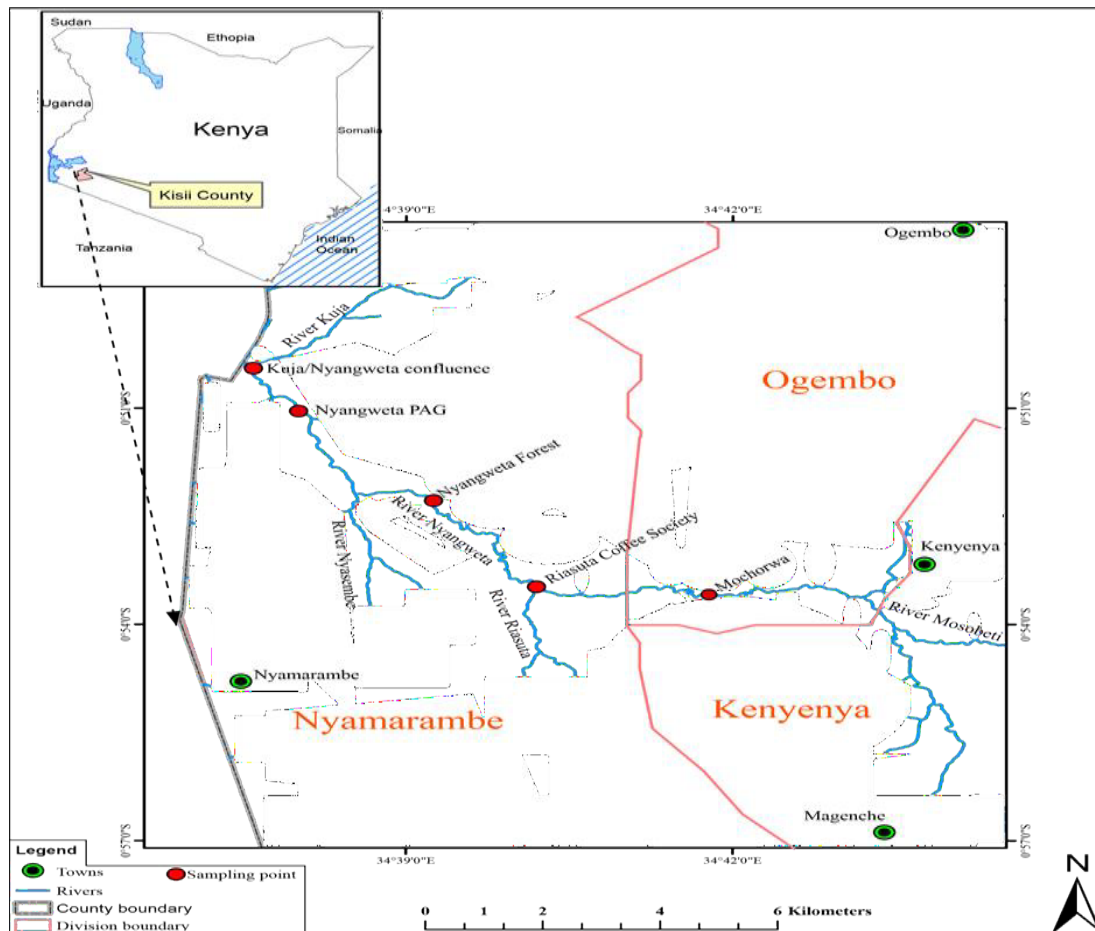 Sudan
Ethiopia
Uganda
Kenya
Somalia
Kisii County
Tanzania
Indian
Ocean
4°39'0"E
34°42'0"E
Ogembo
River Kuja
Kuja/Nyangweta confluence
Ogembo
Nyangweta PAG
0°51'0"S
0°51'0"S
Nyangweta Forest
River Nyangweta
River Nyasembe
Riasuta Coffee Society
Kenyenya
Mochorwa
River Mosobeti
River Riasuta
0°54'0"S
0°54'0"S
Nyamarambe
Nyamarambe
Kenyenya
Magenche
0°57'0"S
0°57'0"S
34°39'0"E
34°42'0"E
Legend
Towns
Sampling point
Rivers
County boundary
Division boundary
0 1 2 4 6 Kilometers
N